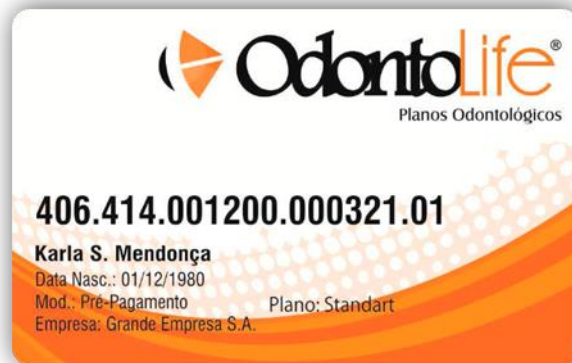 OdontoLife®
Planos Odontológicos
406.414.001200.000321.01
Karla S. Mendonça
Data Nasc.: 01/12/1980
Mod.: Pré-Pagamento Plano: Standart
Empresa: Grande Empresa S.A.